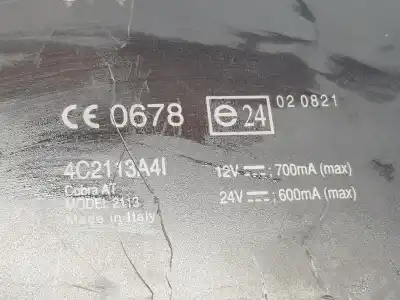 CE 0678 e24 02 0821
4C2113A4I 12V ⎓; 700mA (max)
Cobra AT 24V ⎓; 600mA (max)
MODEL 2113
Made in Italy